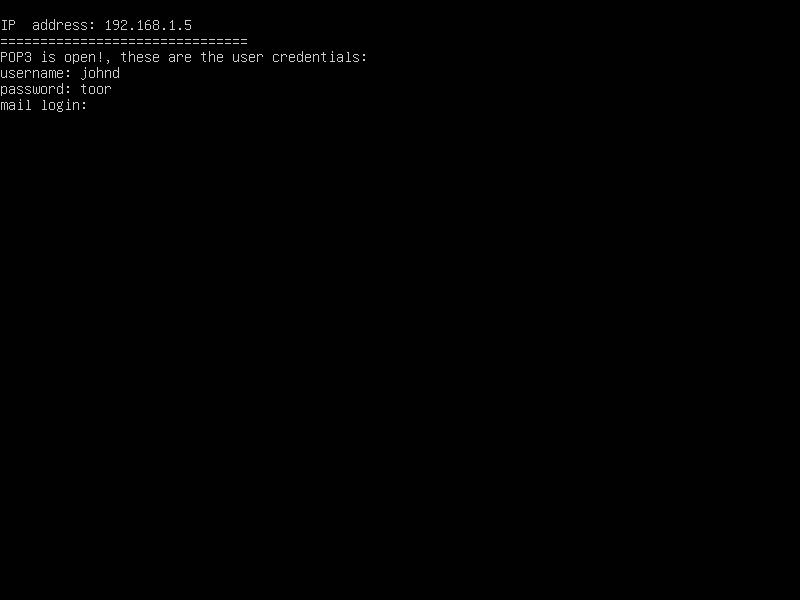 IP  address: 192.168.1.5
===============================
POP3 is open!, these are the user credentials:
username: johnd
password: toor
mail login: